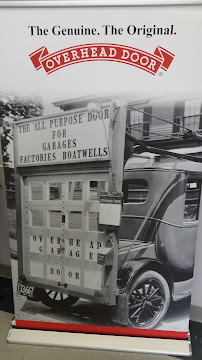 The Genuine. The Original.
OVERHEAD DOOR®
THE ALL PURPOSE DOOR
FOR
GARAGES
FACTORIES BOATWELLS
OVERHEAD
GARAGE
DOOR